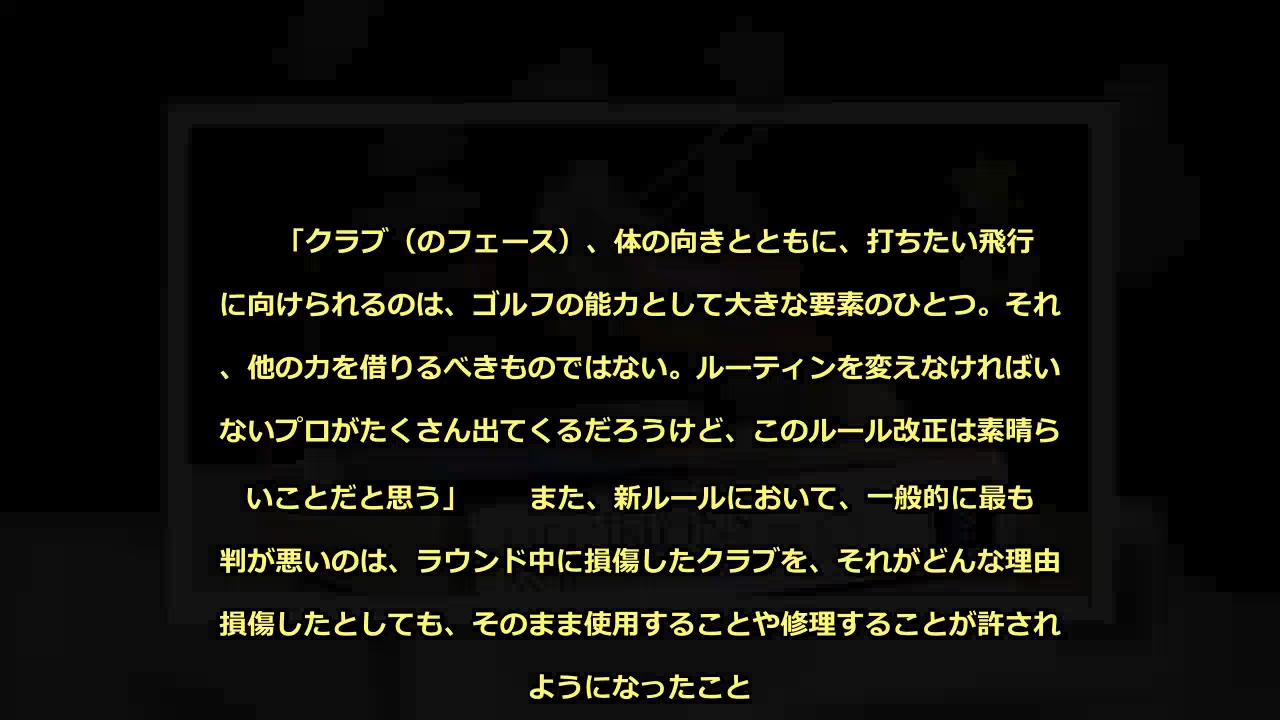 「クラブ（のフェース）、体の向きとともに、打ちたい飛行
に向けられるのは、ゴルフの能力として大きな要素のひとつ。それ
、他の力を借りるべきものではない。ルーティンを変えなければい
ないプロがたくさん出てくるだろうけど、このルール改正は素晴ら
いことだと思う」　　また、新ルールにおいて、一般的に最も
判が悪いのは、ラウンド中に損傷したクラブを、それがどんな理由
損傷したとしても、そのまま使用することや修理することが許され
ようになったこと